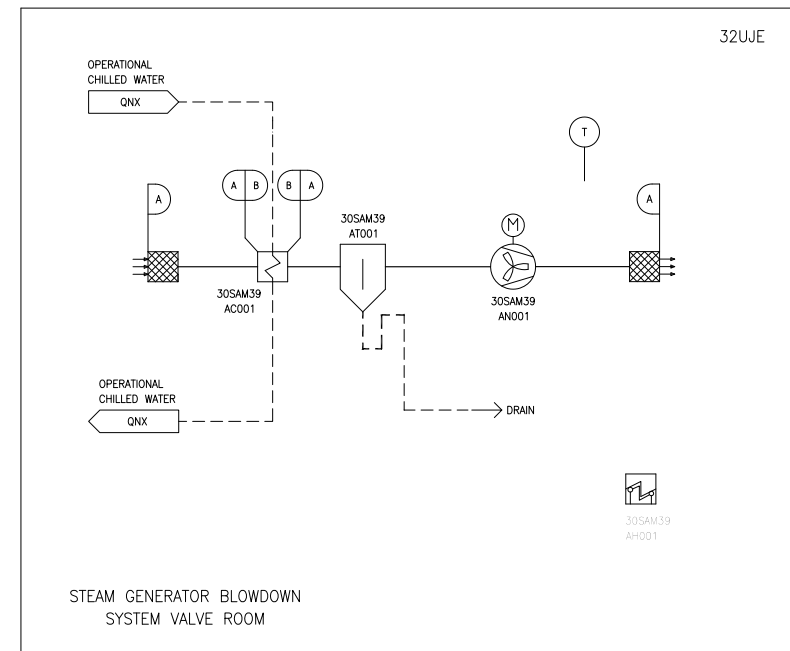 32UJE
OPERATIONAL
CHILLED WATER
QNX
T
A
A B
B A
A
30SAM39
AT001
M
30SAM39
AC001
30SAM39
AN001
OPERATIONAL
CHILLED WATER
QNX
DRAIN
30SAM39
AH001
STEAM GENERATOR BLOWDOWN
SYSTEM VALVE ROOM